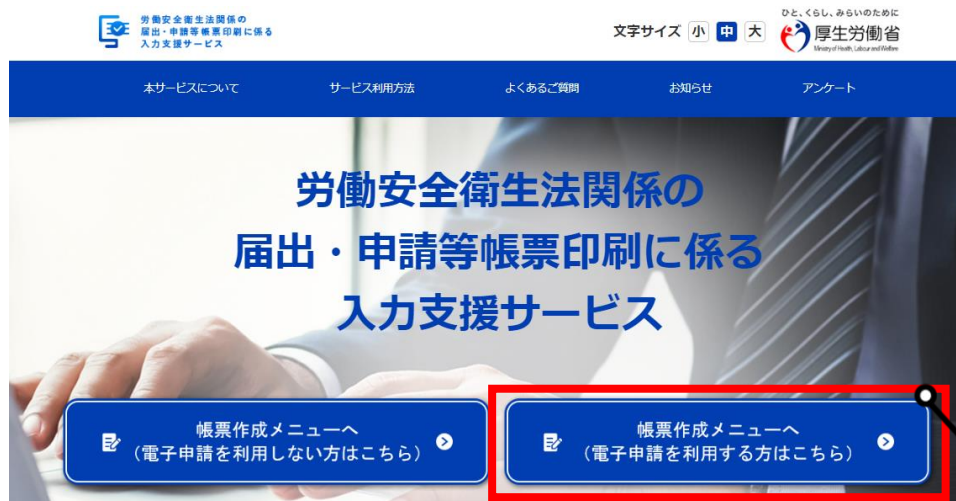 労働安全衛生法関係の
届出・申請等帳票印刷に係る
入力支援サービス
文字サイズ 小 中 大
ひと、くらし、みらいのために
厚生労働省
Ministry of Health, Labour and Welfare
本サービスについて
サービス利用方法
よくあるご質問
お知らせ
アンケート
労働安全衛生法関係の
届出・申請等帳票印刷に係る
入力支援サービス
帳票作成メニューへ
（電子申請を利用しない方はこちら）
帳票作成メニューへ
（電子申請を利用する方はこちら）